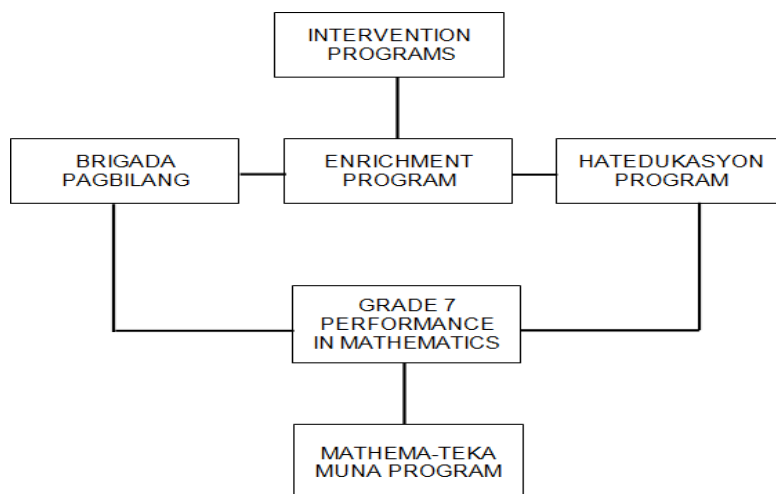 INTERVENTION
PROGRAMS
BRIGADA
PAGBILANG
ENRICHMENT
PROGRAM
HATEDUKASYON
PROGRAM
GRADE 7
PERFORMANCE
IN MATHEMATICS
MATHEMA-TEKA
MUNA PROGRAM